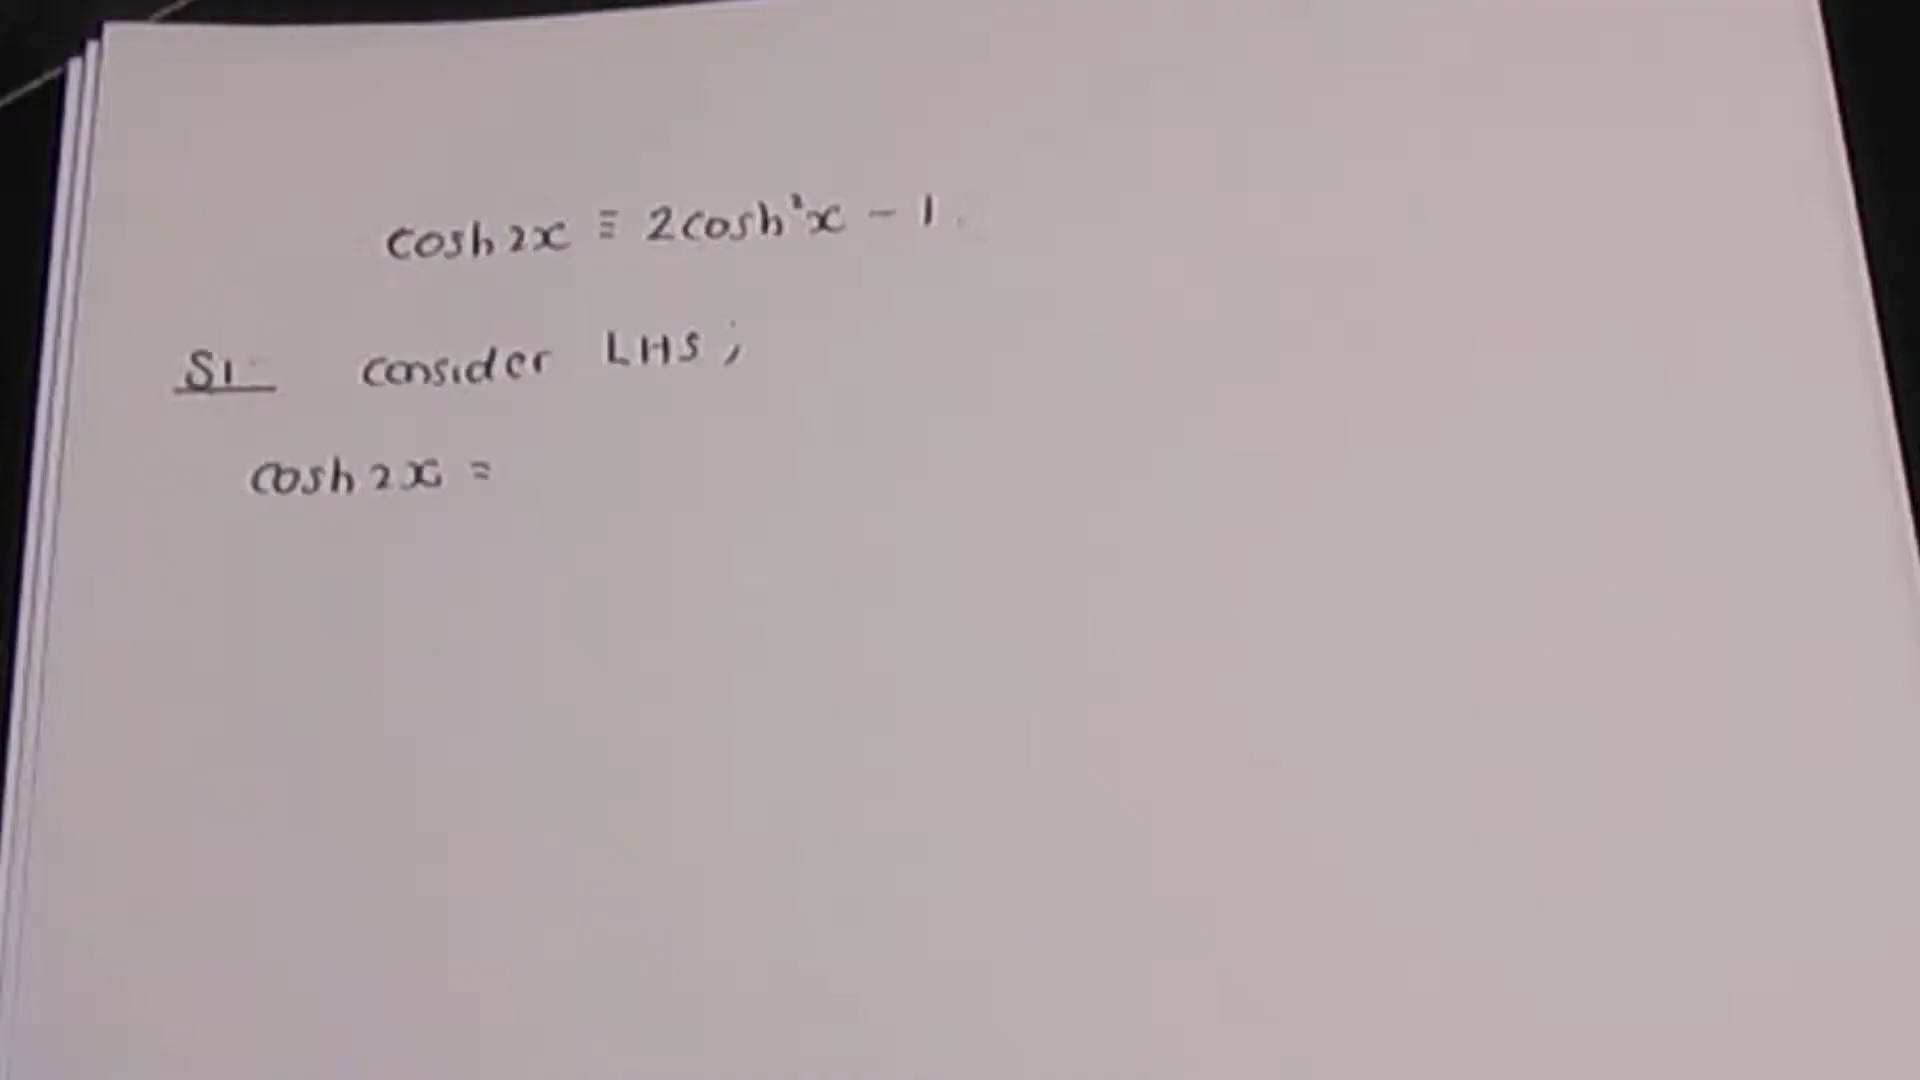 cosh 2x ≡ 2cosh²x - 1.
S1 consider LHS;
cosh 2x =